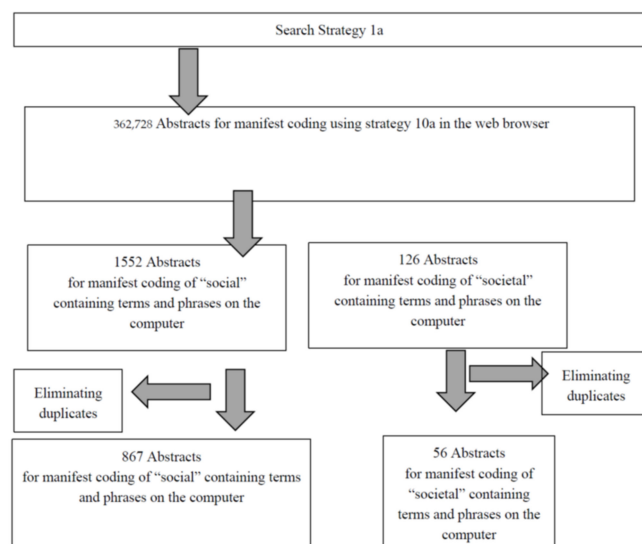 Search Strategy 1a
362,728 Abstracts for manifest coding using strategy 10a in the web browser
1552 Abstracts
for manifest coding of “social”
containing terms and phrases on the
computer
126 Abstracts
for manifest coding of “societal”
containing terms and phrases on the
computer
Eliminating
duplicates
Eliminating
duplicates
867 Abstracts
for manifest coding of “social” containing terms
and phrases on the computer
56 Abstracts
for manifest coding of
“societal” containing
terms and phrases on the
computer